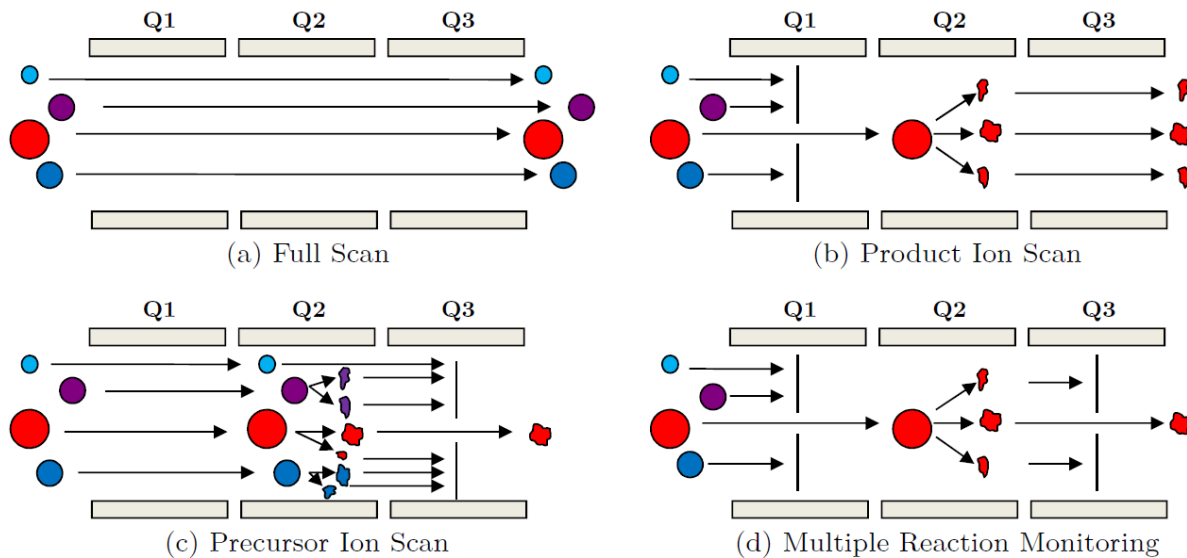 Q1 Q2 Q3
(a) Full Scan
Q1 Q2 Q3
(b) Product Ion Scan
Q1 Q2 Q3
(c) Precursor Ion Scan
Q1 Q2 Q3
(d) Multiple Reaction Monitoring